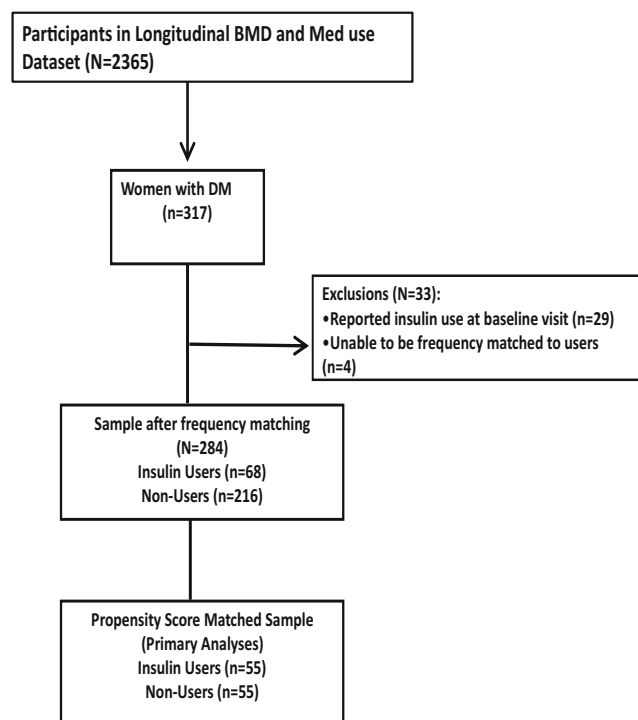 Participants in Longitudinal BMD and Med use
Dataset (N=2365)
Women with DM
(n=317)
Exclusions (N=33):
•Reported insulin use at baseline visit (n=29)
•Unable to be frequency matched to users
(n=4)
Sample after frequency matching
(N=284)
Insulin Users (n=68)
Non-Users (n=216)
Propensity Score Matched Sample
(Primary Analyses)
Insulin Users (n=55)
Non-Users (n=55)